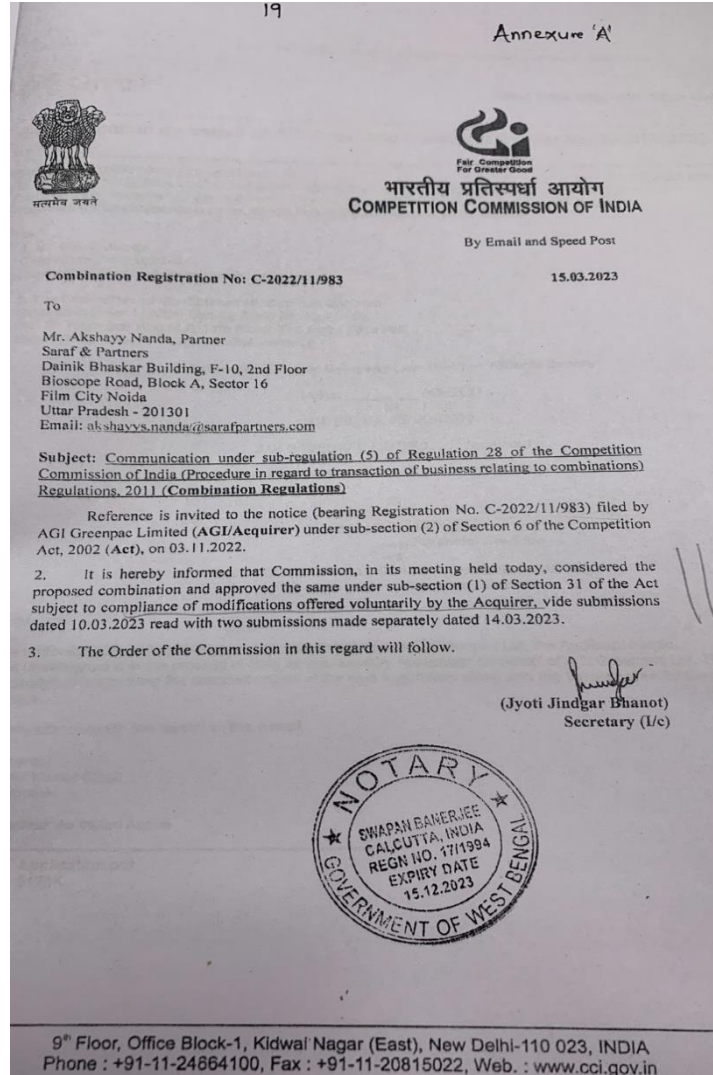 19
Annexure 'A'
सत्यमेव जयते
Fair Competition
For Greater Good
भारतीय प्रतिस्पर्धा आयोग
COMPETITION COMMISSION OF INDIA
By Email and Speed Post
Combination Registration No: C-2022/11/983 15.03.2023
To
Mr. Akshayy Nanda, Partner
Saraf & Partners
Dainik Bhaskar Building, F-10, 2nd Floor
Bioscope Road, Block A, Sector 16
Film City Noida
Uttar Pradesh - 201301
Email: akshayys.nanda@sarafpartners.com
Subject: Communication under sub-regulation (5) of Regulation 28 of the Competition
Commission of India (Procedure in regard to transaction of business relating to combinations)
Regulations, 2011 (Combination Regulations)
Reference is invited to the notice (bearing Registration No. C-2022/11/983) filed by
AGI Greenpac Limited (AGI/Acquirer) under sub-section (2) of Section 6 of the Competition
Act, 2002 (Act), on 03.11.2022.
2. It is hereby informed that Commission, in its meeting held today, considered the
proposed combination and approved the same under sub-section (1) of Section 31 of the Act
subject to compliance of modifications offered voluntarily by the Acquirer, vide submissions
dated 10.03.2023 read with two submissions made separately dated 14.03.2023.
3. The Order of the Commission in this regard will follow.
(Jyoti Jindgar Bhanot)
Secretary (I/c)
NOTARY
SWAPAN BANERJEE
CALCUTTA, INDIA
REGN NO. 17/1994
EXPIRY DATE
15.12.2023
GOVERNMENT OF WEST BENGAL
9th Floor, Office Block-1, Kidwai Nagar (East), New Delhi-110 023, INDIA
Phone : +91-11-24664100, Fax : +91-11-20815022, Web. : www.cci.gov.in